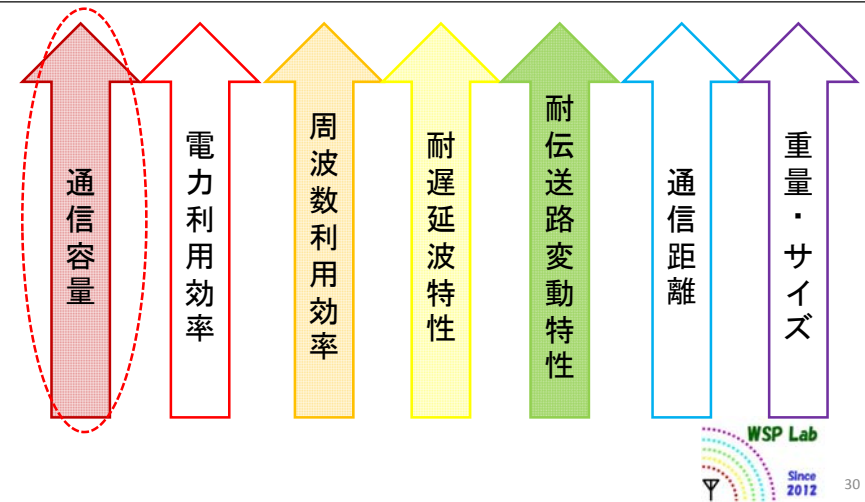 通信容量
電力利用効率
周波数利用効率
耐遅延波特性
耐伝送路変動特性
通信距離
重量・サイズ
WSP Lab
Since
2012
30